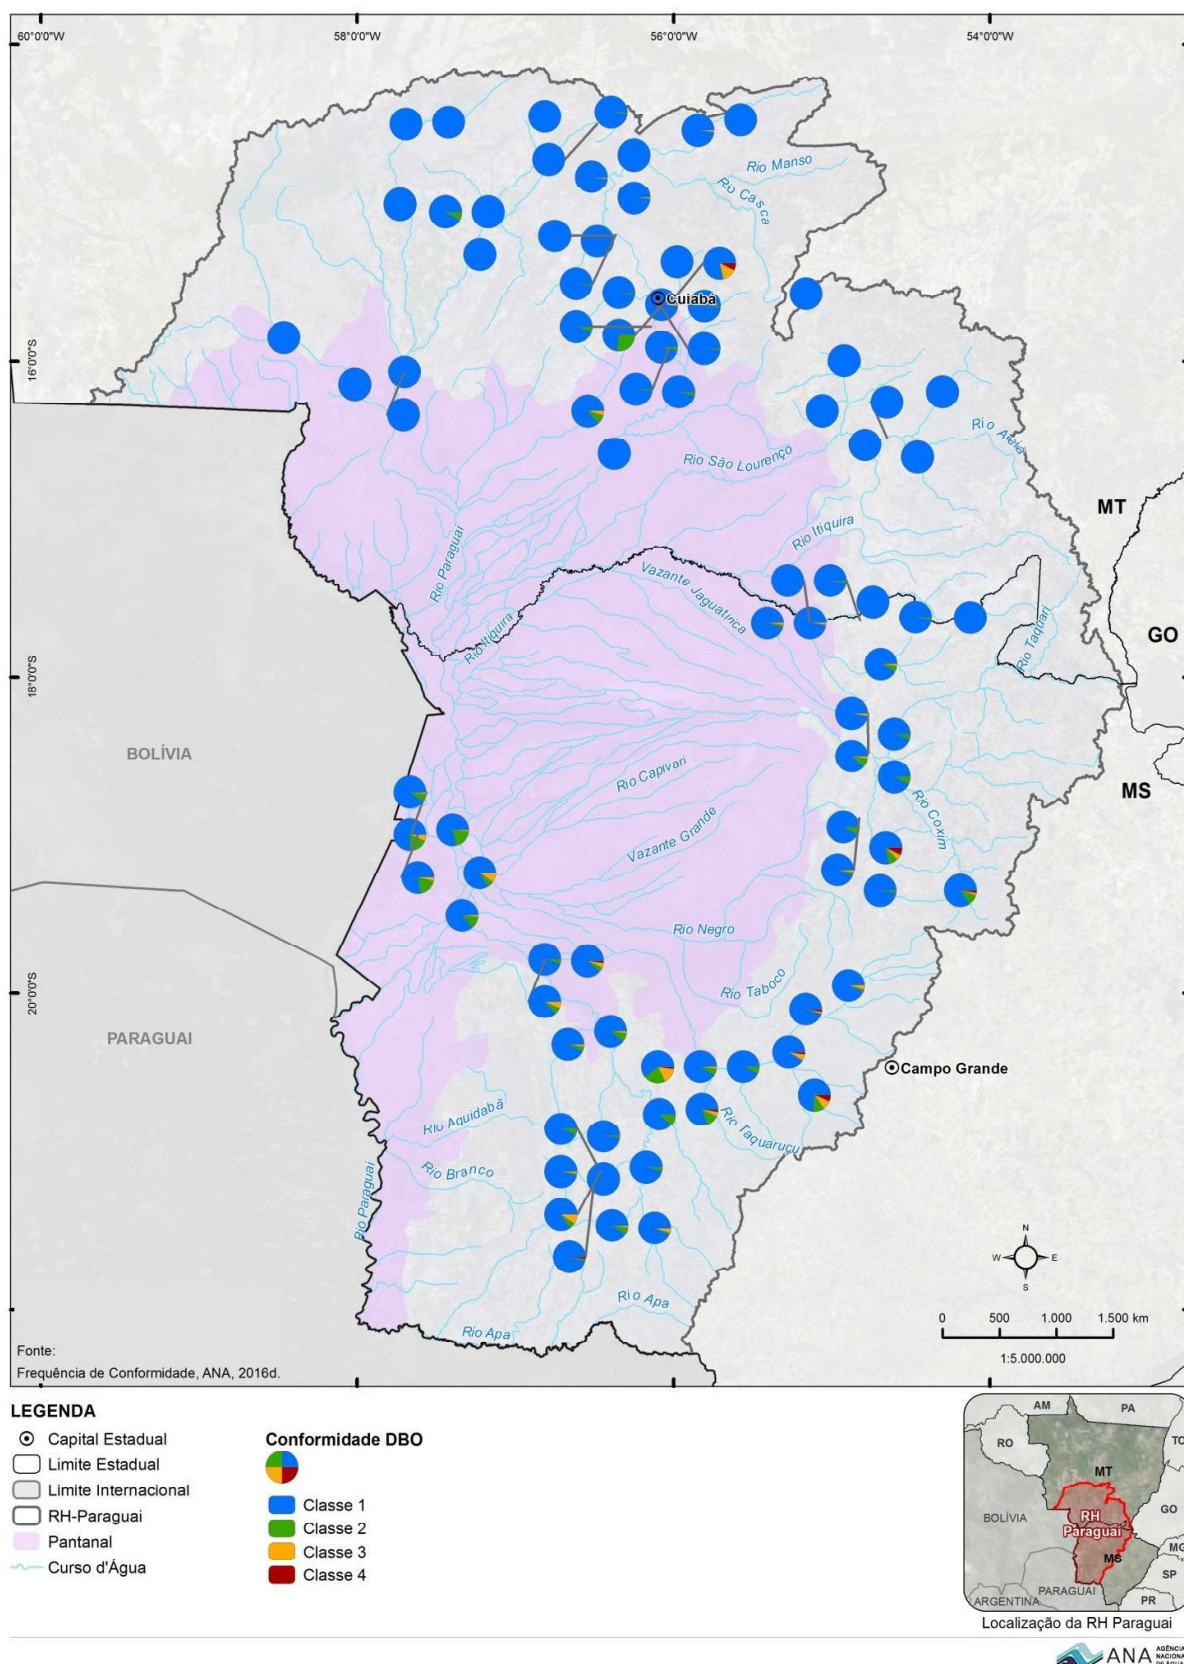 60°0'0"W
58°0'0"W
56°0'0"W
54°0'0"W
Rio Manso
Rio Casca
Cuiabá
16°0'0"S
Rio São Lourenço
MT
Rio Itiquira
Rio Paraguai
Vazante Jaguatirica
Rio Itiquira
Rio Taquari
GO
18°0'0"S
BOLÍVIA
Rio Capivari
MS
Rio Coxim
Vazante Grande
Rio Negro
Rio Taboco
20°0'0"S
PARAGUAI
Campo Grande
Rio Aquidabã
Rio Taquaruçu
Rio Branco
Rio Paraguai
N
W E
S
Rio Apa
Rio Apa
0 500 1.000 1.500 km
1:5.000.000
Fonte:
Frequência de Conformidade, ANA, 2016d.
LEGENDA
Capital Estadual
Limite Estadual
Limite Internacional
RH-Paraguai
Pantanal
Curso d'Água
Conformidade DBO
Classe 1
Classe 2
Classe 3
Classe 4
AM
PA
RO
TO
MT
BOLÍVIA
GO
RH
Paraguai
MS
MG
SP
PARAGUAI
ARGENTINA
PR
Localização da RH Paraguai
ANA
AGÊNCIA
NACIONAL